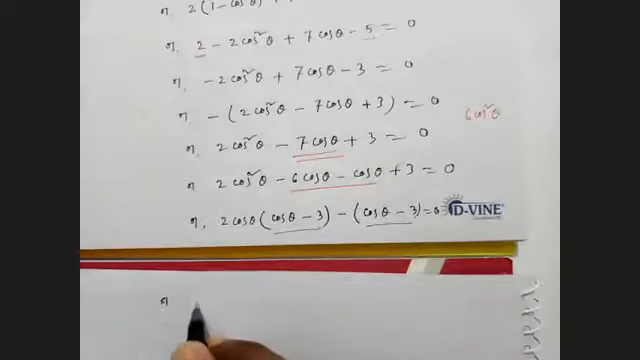 বা, 2(1 - cos²θ) +
বা, 2 - 2cos²θ + 7cosθ - 5 = 0
বা, -2cos²θ + 7cosθ - 3 = 0
বা, -(2cos²θ - 7cosθ + 3) = 0
6cos²θ
বা, 2cos²θ - 7cosθ + 3 = 0
বা, 2cos²θ - 6cosθ - cosθ + 3 = 0
বা, 2cosθ(cosθ - 3) - (cosθ - 3) = 0
D-VINE
বা